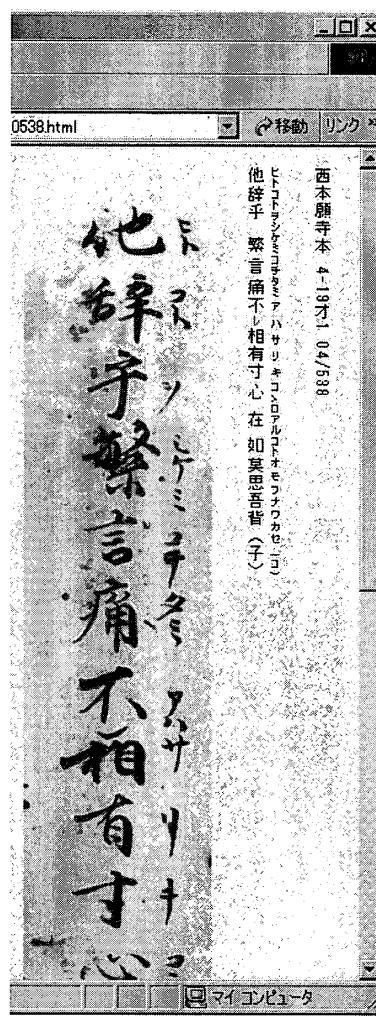 0538.html 移動 リンク »
西本願寺本 4-19才1 04/538
ヒトコトヲシゲミコチタミアハサリキコヽロアルコトオモフナワカセ(コ)
他辞乎 繁言痛不レ相有寸心 在 如莫思吾背(子)
ヒトコトヲシケミコチタミアハサリキコ
他辞乎繁言痛不相有寸心
マイ コンピュータ